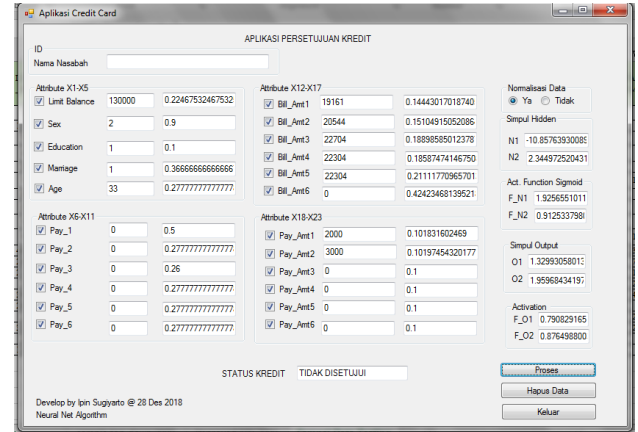 Aplikasi Credit Card
APLIKASI PERSETUJUAN KREDIT
ID
Nama Nasabah
Attribute X1-X5
Limit Balance 130000 0.22467532467532
Sex 2 0.9
Education 1 0.1
Marriage 1 0.36666666666666
Age 33 0.27777777777777
Attribute X6-X11
Pay_1 0 0.5
Pay_2 0 0.27777777777777
Pay_3 0 0.26
Pay_4 0 0.27777777777777
Pay_5 0 0.27777777777777
Pay_6 0 0.27777777777777
Attribute X12-X17
Bill_Amt1 19161 0.14443017018740
Bill_Amt2 20544 0.15104915052086
Bill_Amt3 22704 0.18898585012378
Bill_Amt4 22304 0.18587474146750
Bill_Amt5 22304 0.21111770965701
Bill_Amt6 0 0.42423468139521
Attribute X18-X23
Pay_Amt1 2000 0.101831602469
Pay_Amt2 3000 0.10197454320177
Pay_Amt3 0 0.1
Pay_Amt4 0 0.1
Pay_Amt5 0 0.1
Pay_Amt6 0 0.1
Normalisasi Data
Ya Tidak
Simpul Hidden
N1 -10.85763930085
N2 2.344972520431
Act. Function Sigmoid
F_N1 1.9256551011
F_N2 0.912533798
Simpul Output
O1 1.32993058013
O2 1.95968434197
Activation
F_O1 0.790829165
F_O2 0.876498800
STATUS KREDIT TIDAK DISETUJUI
Proses
Hapus Data
Keluar
Develop by Ipin Sugiyarto @ 28 Des 2018
Neural Net Algorithm